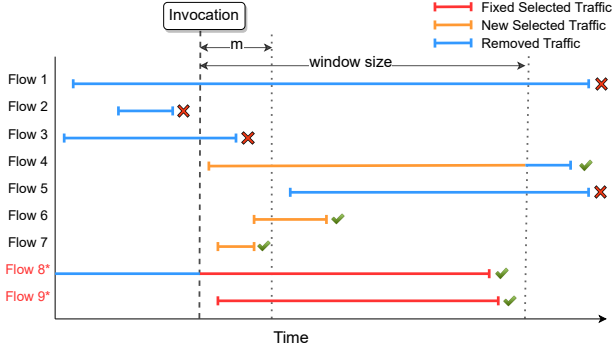 Invocation
Fixed Selected Traffic
New Selected Traffic
Removed Traffic
m
window size
Flow 1
Flow 2
Flow 3
Flow 4
Flow 5
Flow 6
Flow 7
Flow 8*
Flow 9*
Time